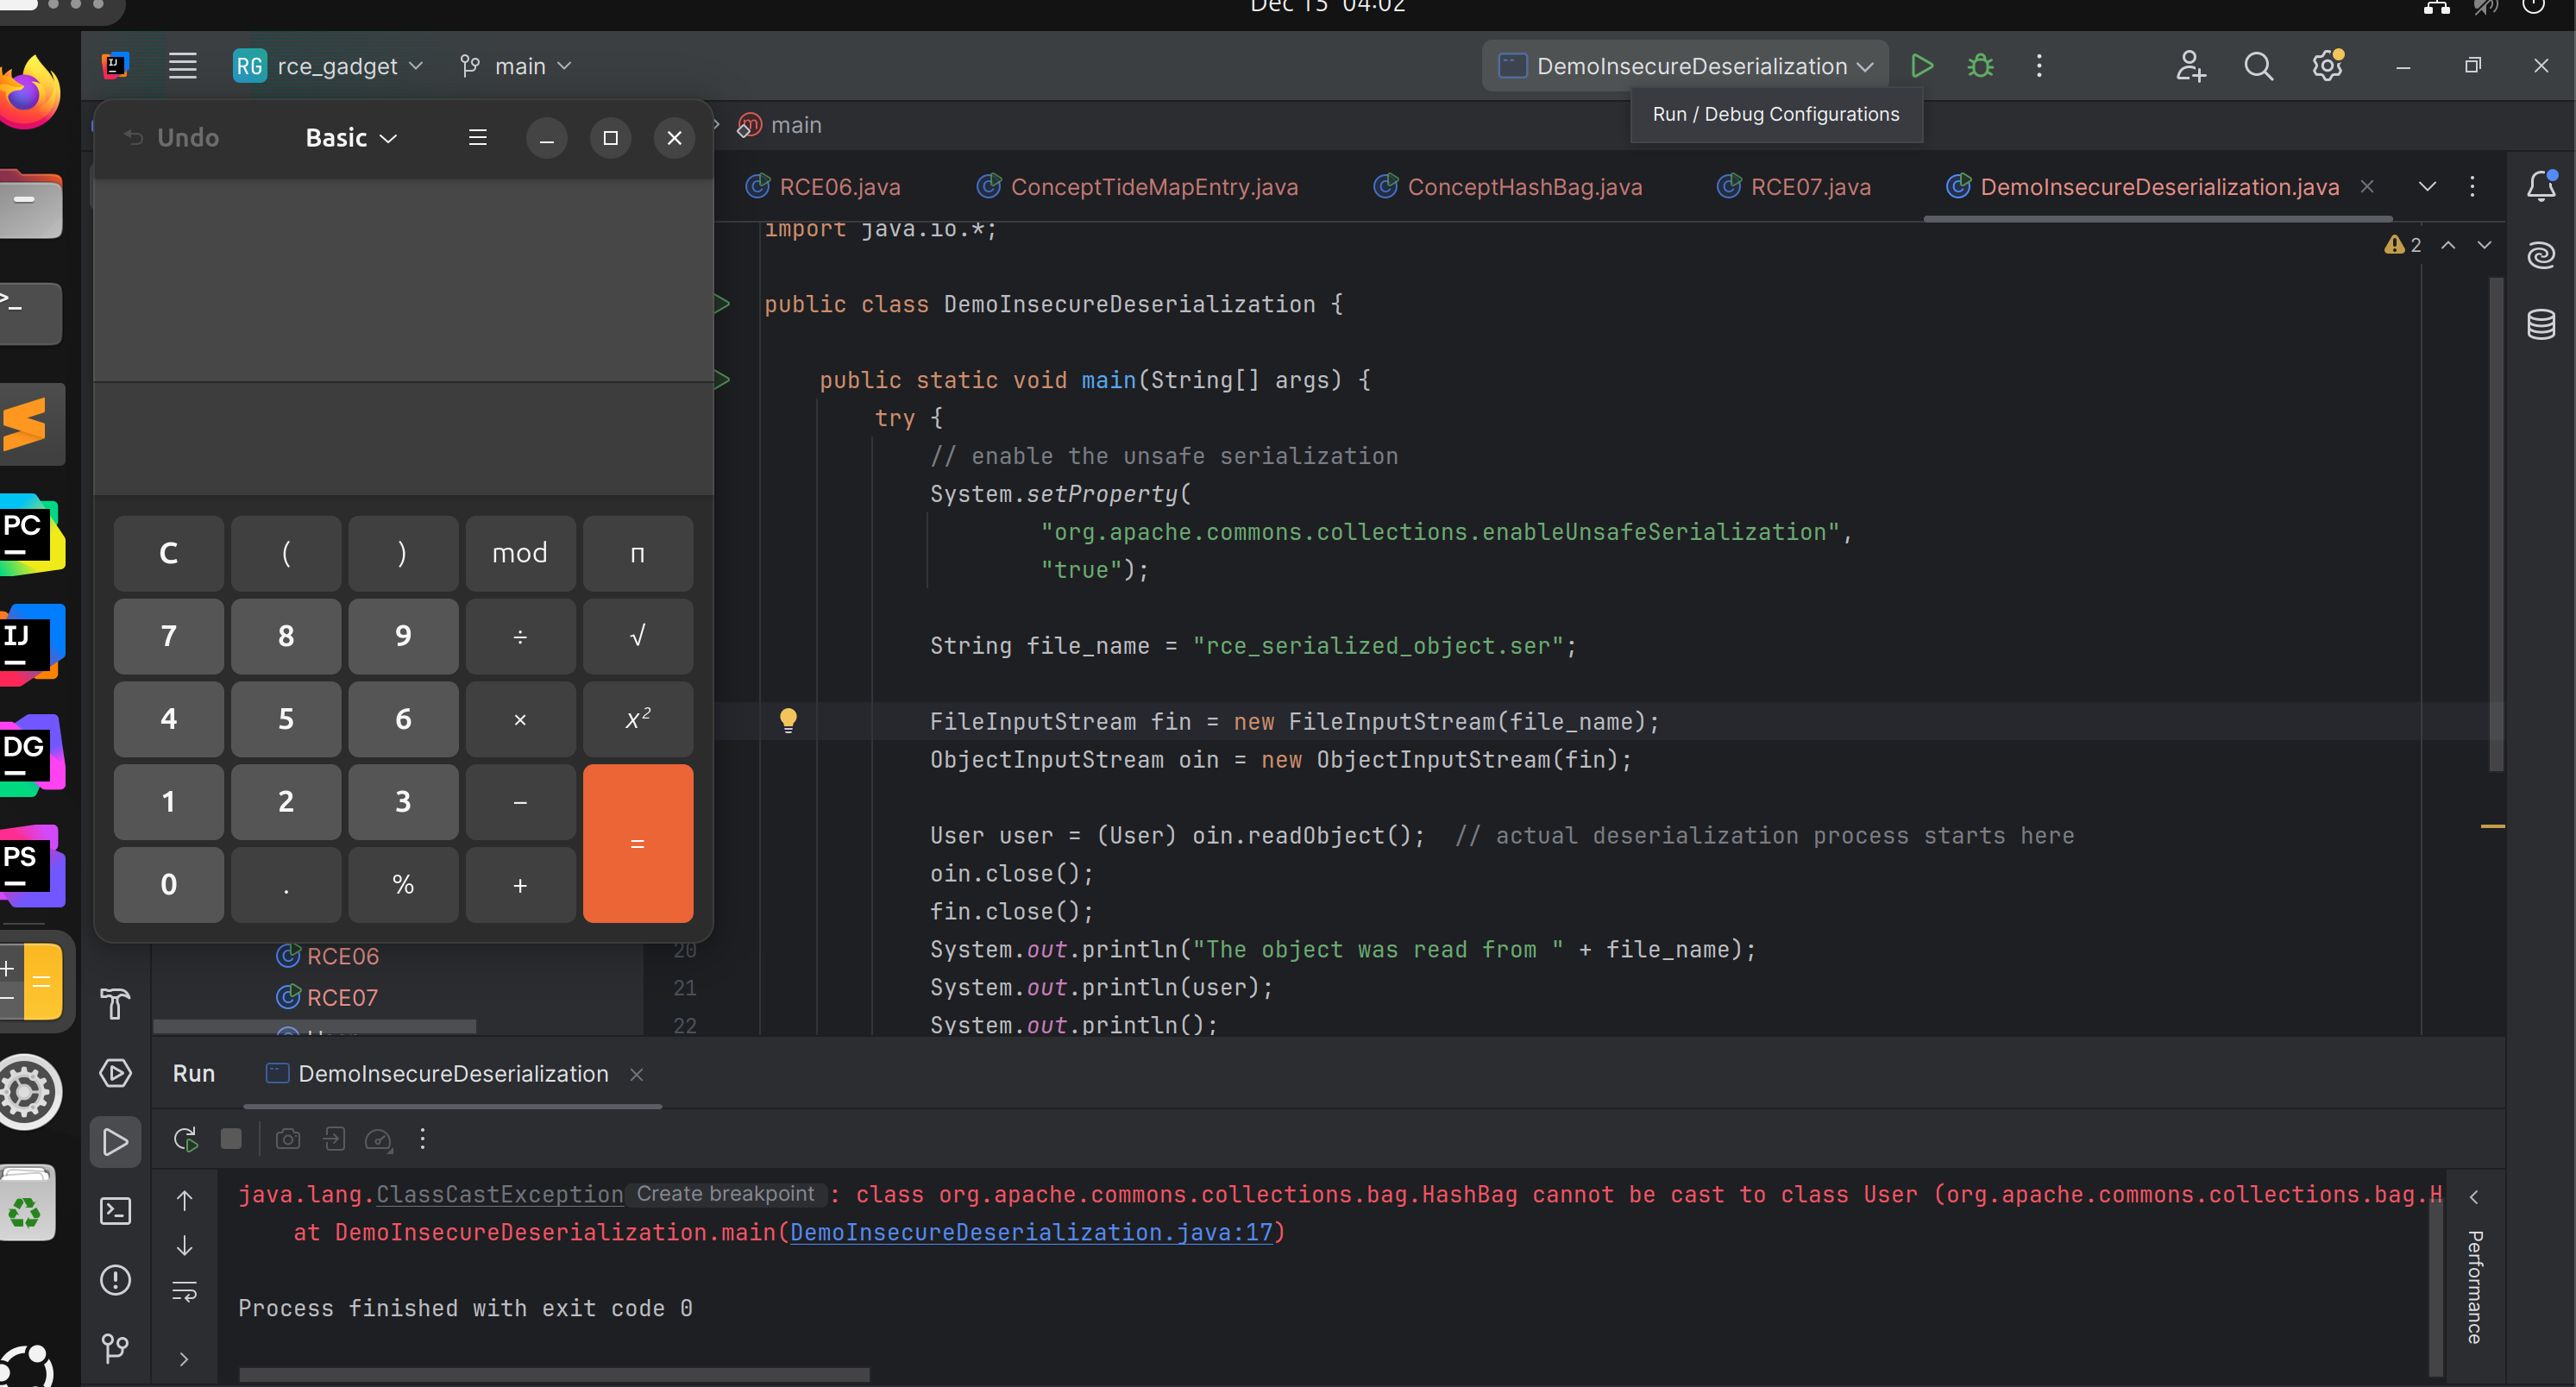 Dec 15 04:02
RG rce_gadget main
DemoInsecureDeserialization
Run / Debug Configurations
main
Undo Basic
RCE06.java ConceptTideMapEntry.java ConceptHashBag.java RCE07.java DemoInsecureDeserialization.java
2
import java.io.*;
public class DemoInsecureDeserialization {
public static void main(String[] args) {
try {
// enable the unsafe serialization
System.setProperty(
"org.apache.commons.collections.enableUnsafeSerialization",
"true");
String file_name = "rce_serialized_object.ser";
FileInputStream fin = new FileInputStream(file_name);
ObjectInputStream oin = new ObjectInputStream(fin);
User user = (User) oin.readObject(); // actual deserialization process starts here
oin.close();
fin.close();
20 System.out.println("The object was read from " + file_name);
21 System.out.println(user);
22 System.out.println();
C ( ) mod π
7 8 9 ÷ √
4 5 6 × x²
1 2 3 − =
0 . % +
PC
IJ
DG
PS
RCE06
RCE07
Run DemoInsecureDeserialization
java.lang.ClassCastException Create breakpoint : class org.apache.commons.collections.bag.HashBag cannot be cast to class User (org.apache.commons.collections.bag.H
at DemoInsecureDeserialization.main(DemoInsecureDeserialization.java:17)
Process finished with exit code 0
Performance